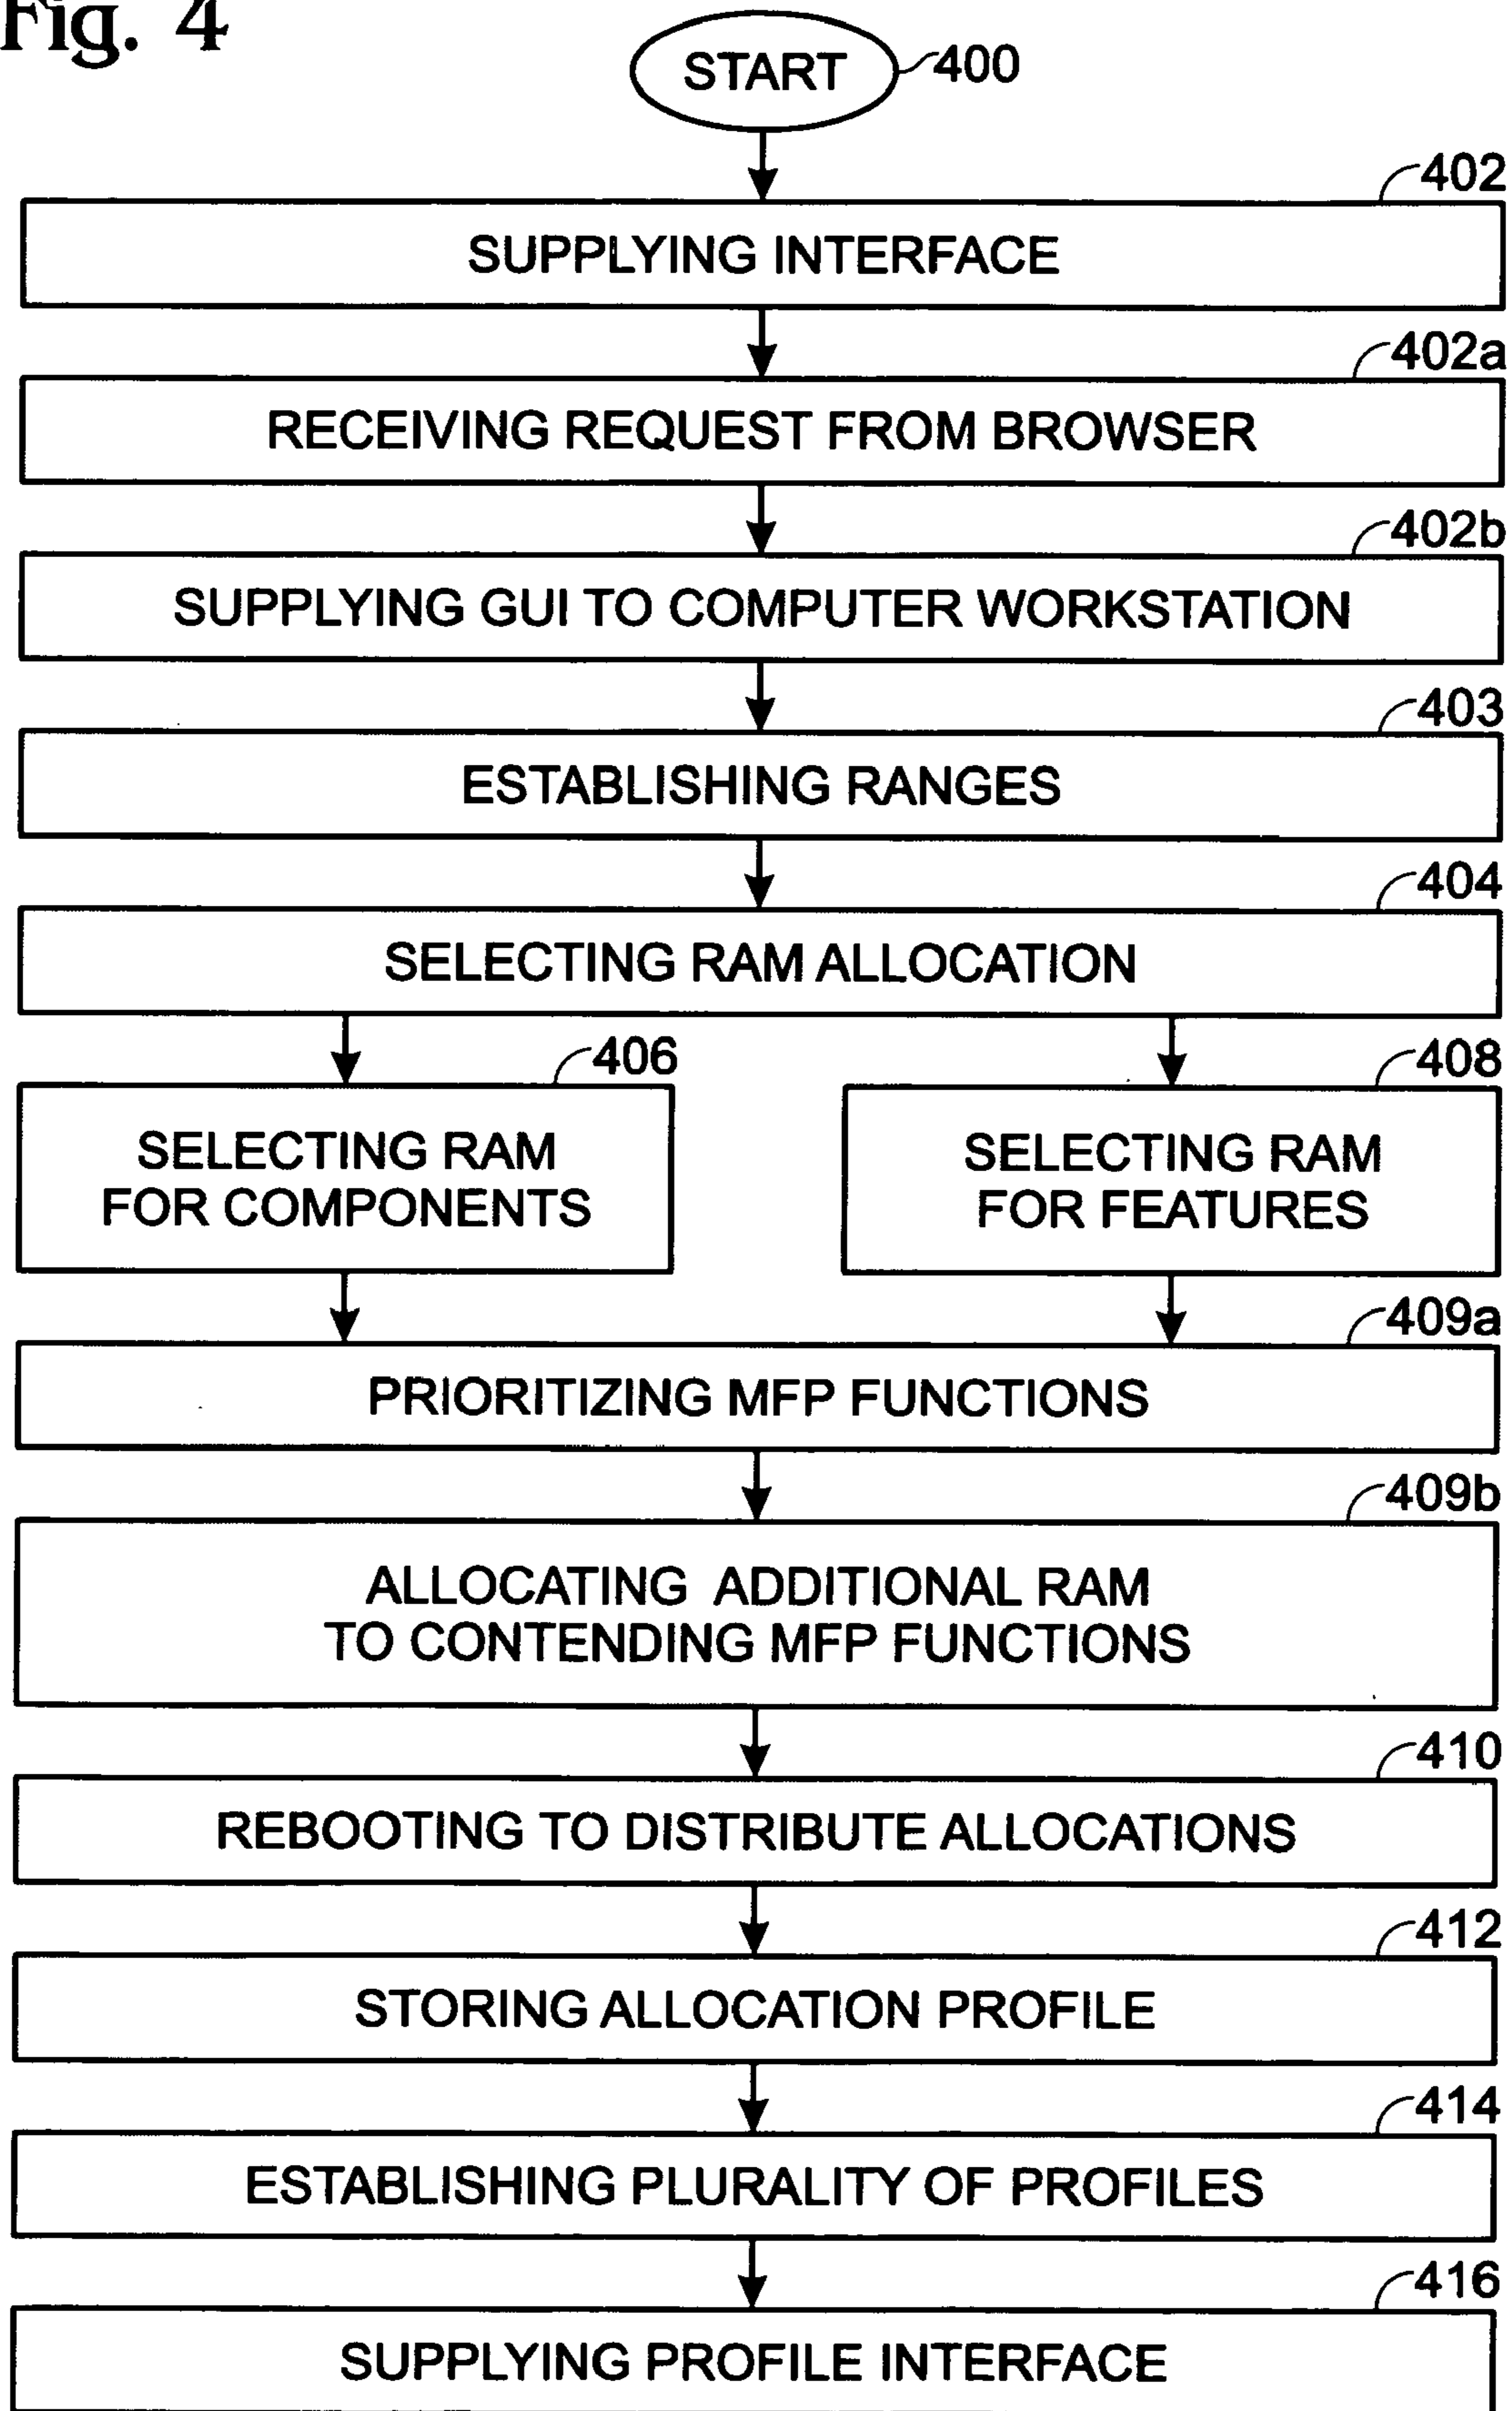 Fig. 4
START
400
402
SUPPLYING INTERFACE
402a
RECEIVING REQUEST FROM BROWSER
402b
SUPPLYING GUI TO COMPUTER WORKSTATION
403
ESTABLISHING RANGES
404
SELECTING RAM ALLOCATION
406
SELECTING RAM
FOR COMPONENTS
408
SELECTING RAM
FOR FEATURES
409a
PRIORITIZING MFP FUNCTIONS
409b
ALLOCATING ADDITIONAL RAM
TO CONTENDING MFP FUNCTIONS
410
REBOOTING TO DISTRIBUTE ALLOCATIONS
412
STORING ALLOCATION PROFILE
414
ESTABLISHING PLURALITY OF PROFILES
416
SUPPLYING PROFILE INTERFACE